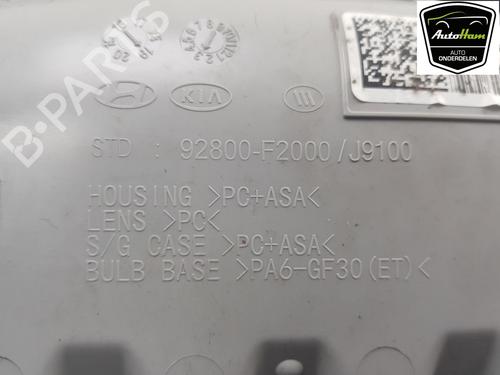 AutoHam
AUTO
ONDERDELEN
KIA
STD : 92800-F2000/J9100
HOUSING >PC+ASA<
LENS >PC<
S/G CASE >PC+ASA<
BULB BASE >PA6-GF30(ET)<
B-PARTS